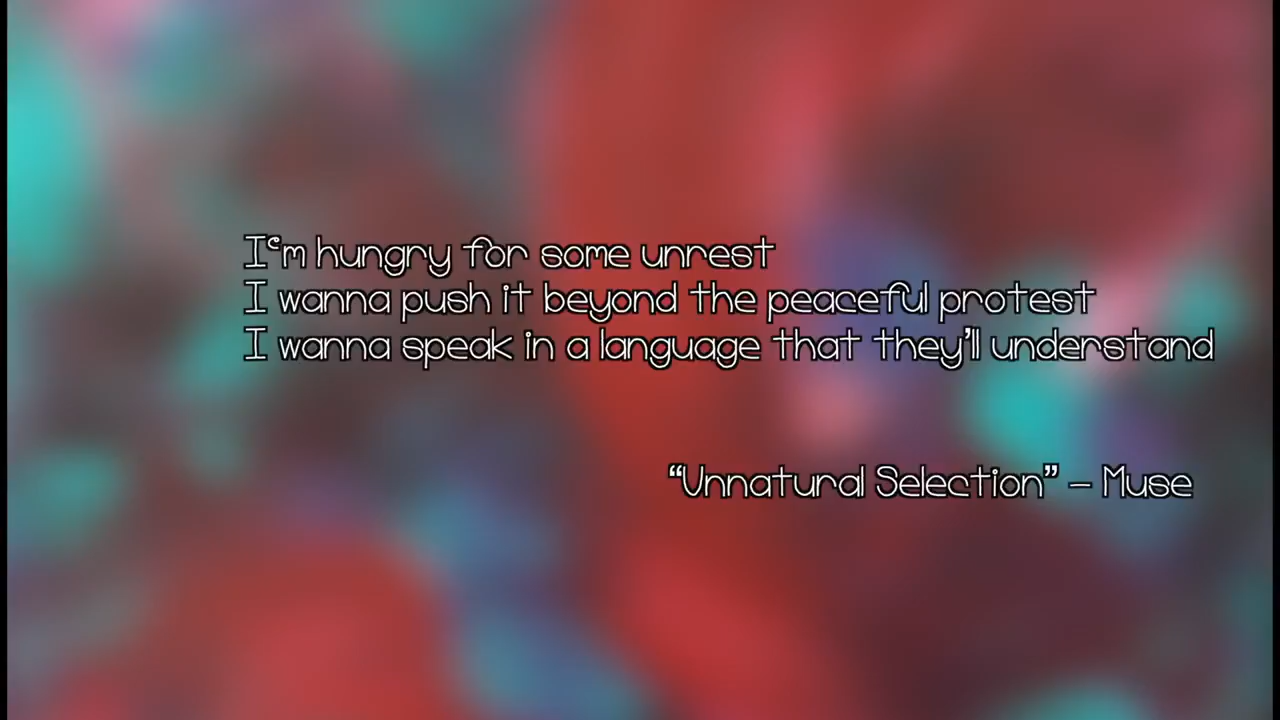 I‘m hungry for some unrest
I wanna push it beyond the peaceful protest
I wanna speak in a language that they’ll understand
“Unnatural Selection” – Muse